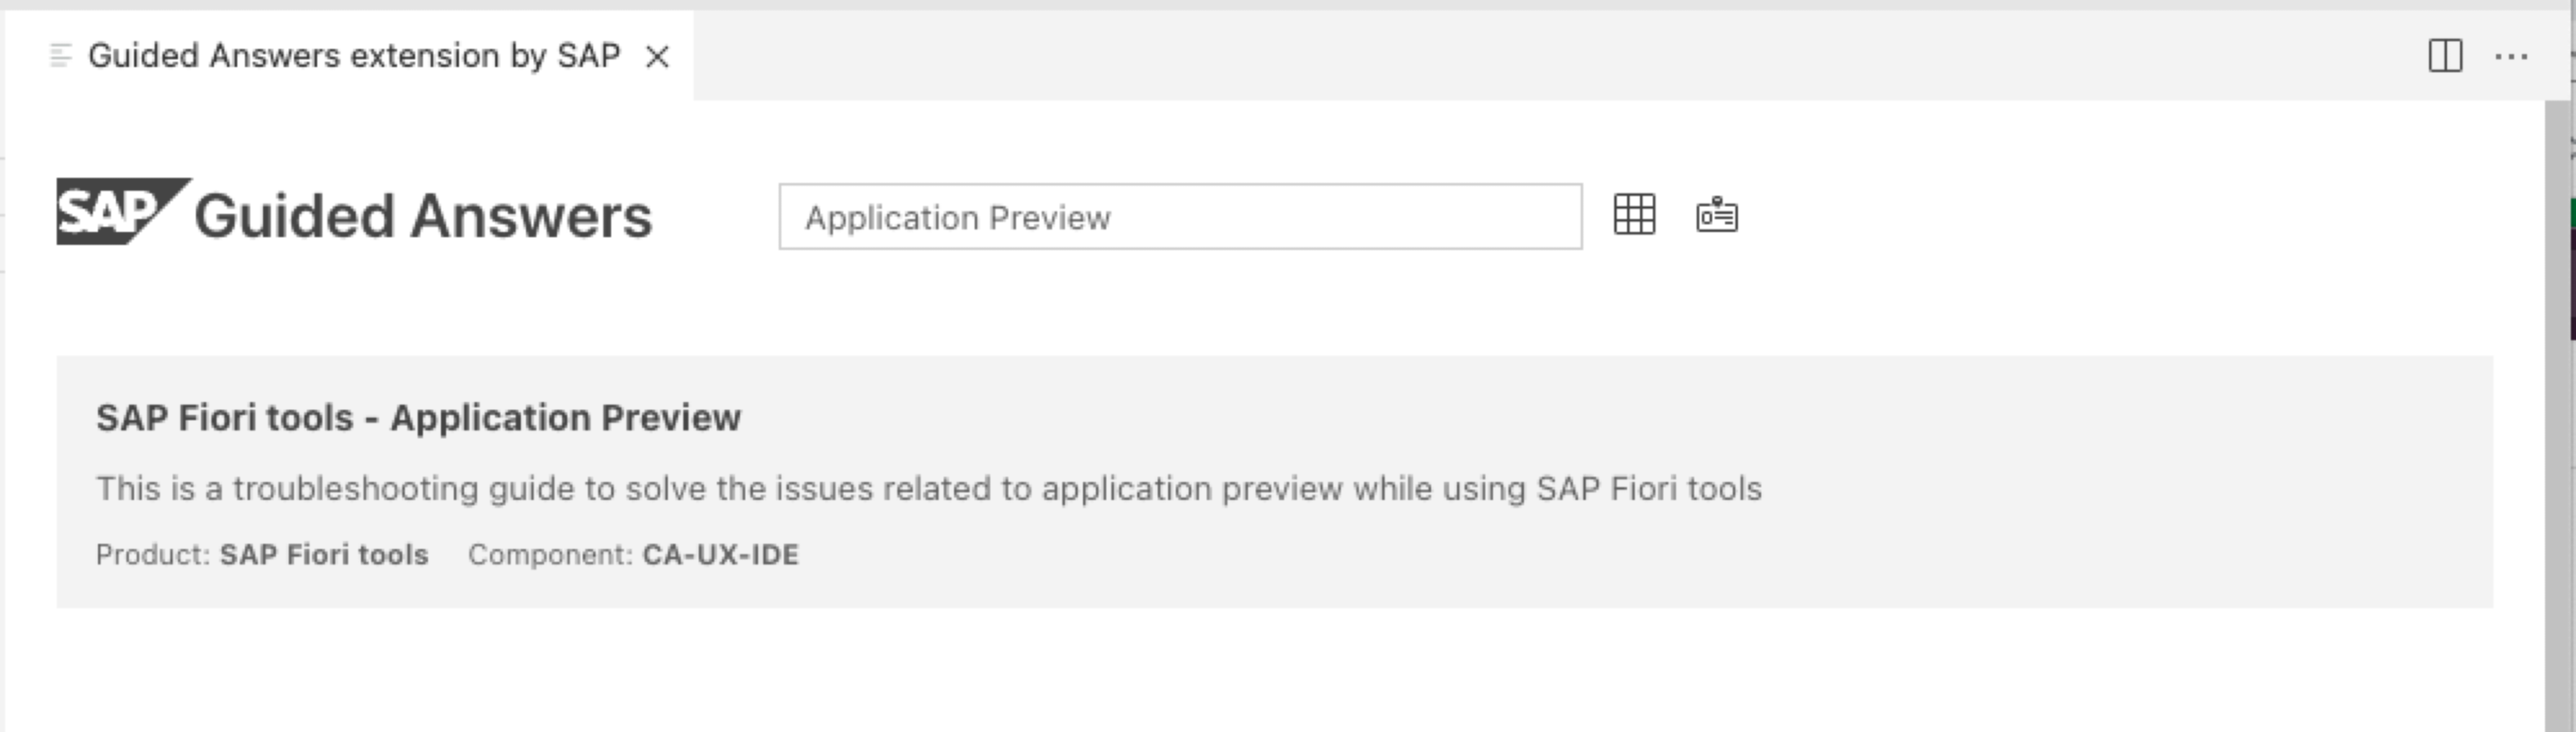 Guided Answers extension by SAP
SAP Guided Answers
Application Preview
SAP Fiori tools - Application Preview
This is a troubleshooting guide to solve the issues related to application preview while using SAP Fiori tools
Product: SAP Fiori tools Component: CA-UX-IDE